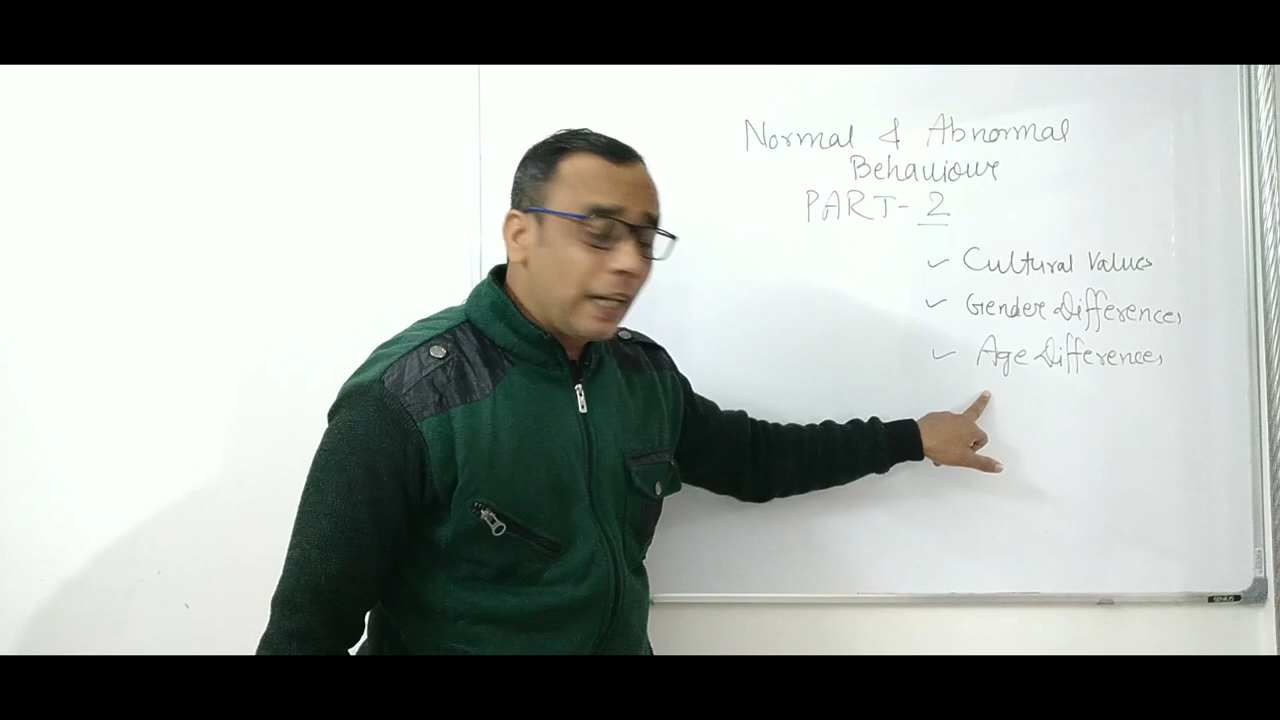 Normal & Abnormal
Behaviour
PART- 2
✓ Cultural Values
✓ Gender Differences
✓ Age Differences